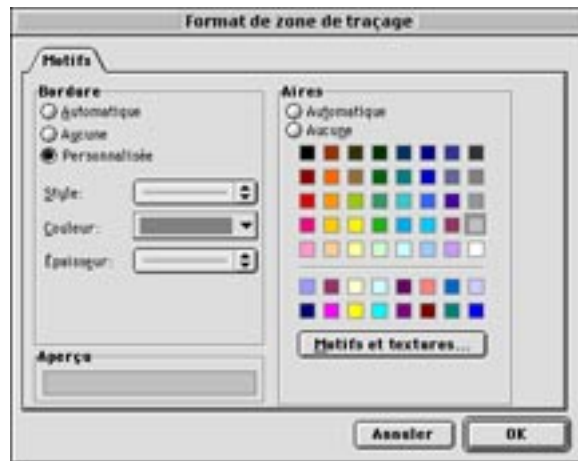 Format de zone de traçage
Motifs
Bordure
Automatique
Aucune
Personnalisée
Style:
Couleur:
Épaisseur:
Aperçu
Aires
Automatique
Aucune
Motifs et textures...
Annuler
OK